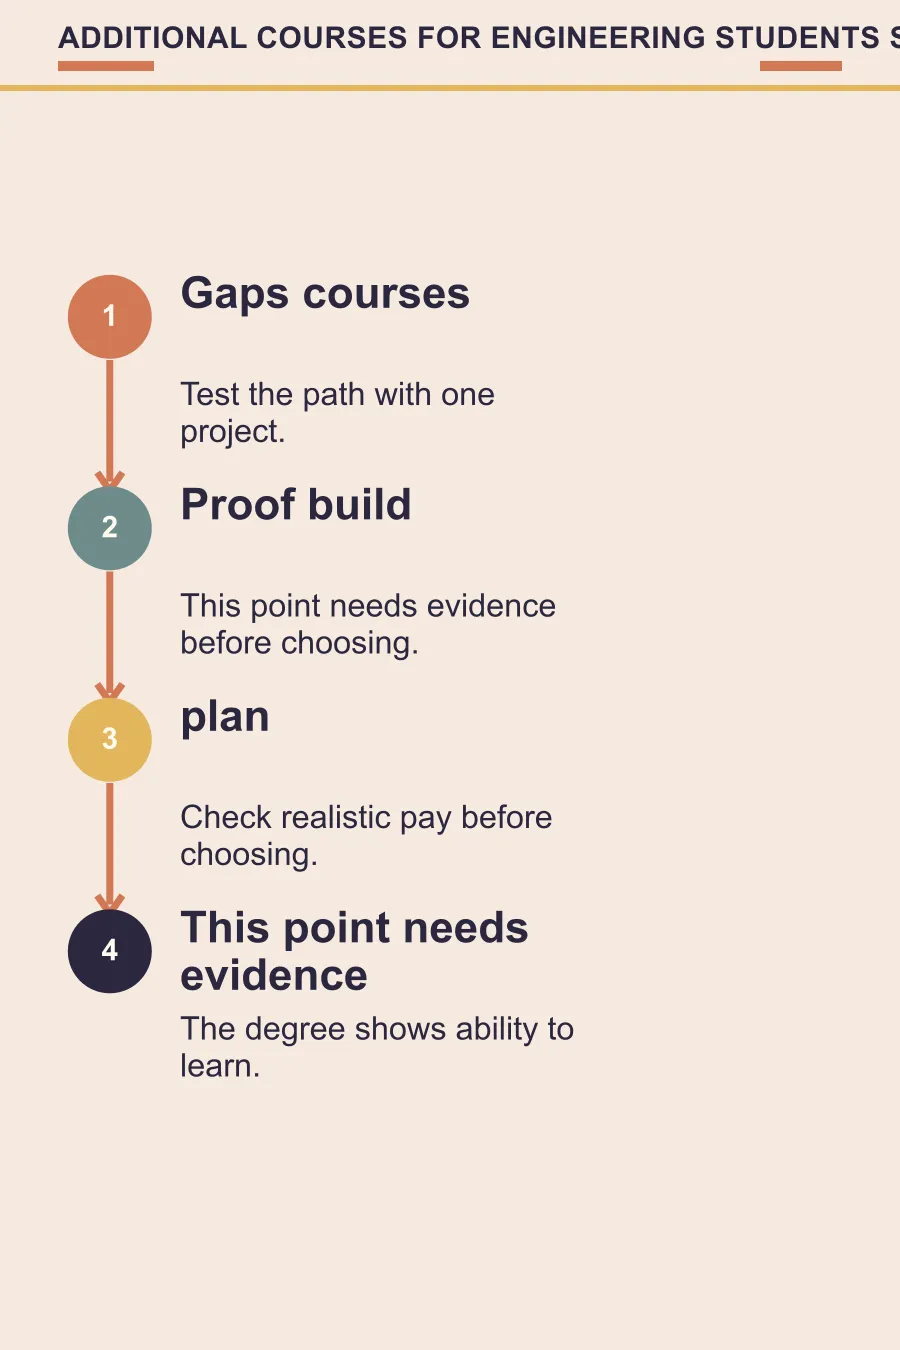 ADDITIONAL COURSES FOR ENGINEERING STUDENTS S
1
Gaps courses
Test the path with one
project.
2
Proof build
This point needs evidence
before choosing.
3
plan
Check realistic pay before
choosing.
4
This point needs
evidence
The degree shows ability to
learn.